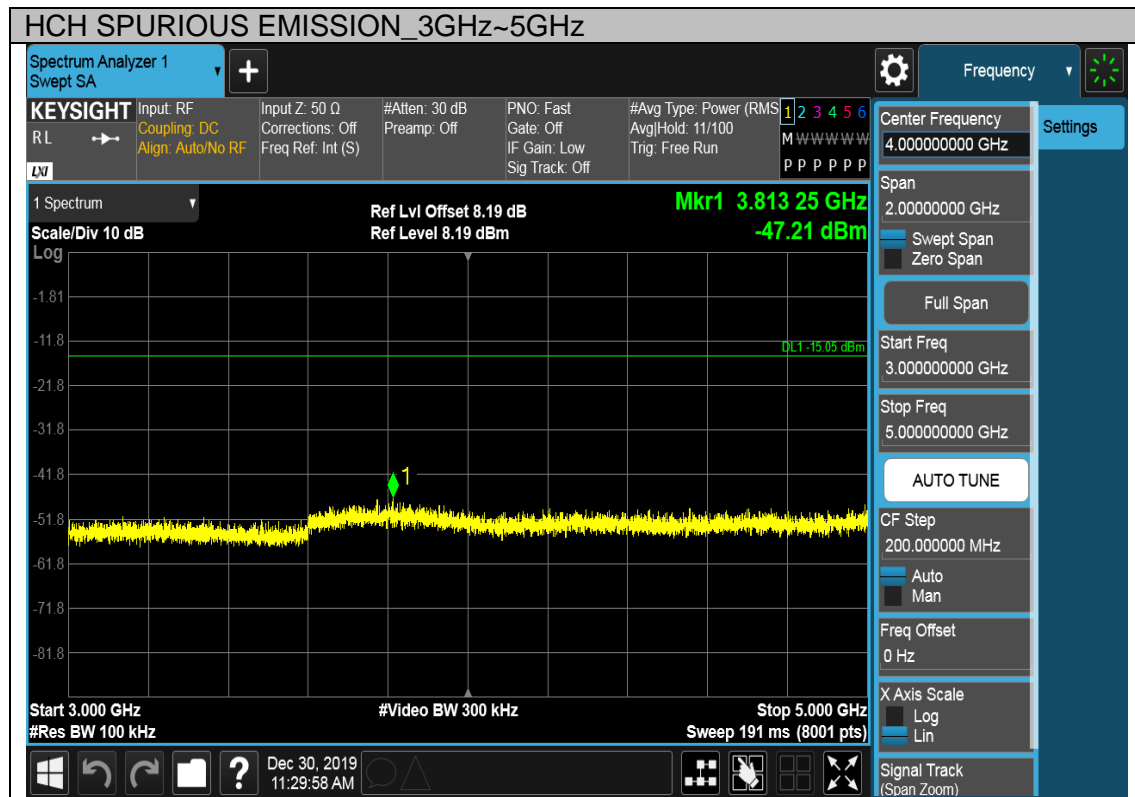 HCH SPURIOUS EMISSION_3GHz~5GHz
Spectrum Analyzer 1
Swept SA
Frequency
KEYSIGHT
RL
LXI
Input: RF
Coupling: DC
Align: Auto/No RF
Input Z: 50 Ω
Corrections: Off
Freq Ref: Int (S)
#Atten: 30 dB
Preamp: Off
PNO: Fast
Gate: Off
IF Gain: Low
Sig Track: Off
#Avg Type: Power (RMS
Avg|Hold: 11/100
Trig: Free Run
1 2 3 4 5 6
M W W W W W
P P P P P P
1 Spectrum
Scale/Div 10 dB
Ref Lvl Offset 8.19 dB
Ref Level 8.19 dBm
Mkr1 3.813 25 GHz
-47.21 dBm
Log
-1.81
-11.8
DL1 -15.05 dBm
-21.8
-31.8
-41.8
1
-51.8
-61.8
-71.8
-81.8
Start 3.000 GHz
#Res BW 100 kHz
#Video BW 300 kHz
Stop 5.000 GHz
Sweep 191 ms (8001 pts)
Dec 30, 2019
11:29:58 AM
Center Frequency
4.000000000 GHz
Settings
Span
2.00000000 GHz
Swept Span
Zero Span
Full Span
Start Freq
3.000000000 GHz
Stop Freq
5.000000000 GHz
AUTO TUNE
CF Step
200.000000 MHz
Auto
Man
Freq Offset
0 Hz
X Axis Scale
Log
Lin
Signal Track
(Span Zoom)